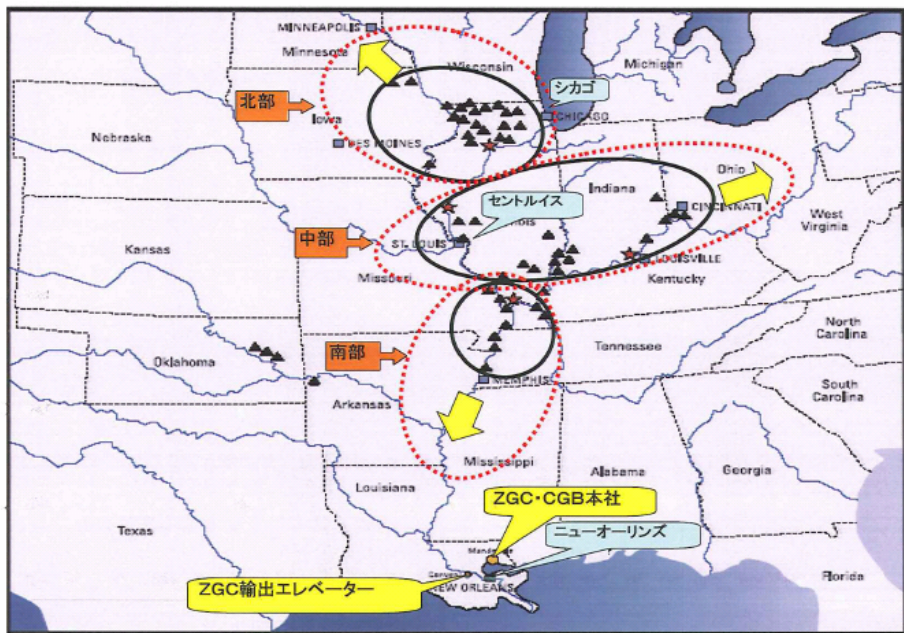 MINNEAPOLIS
Minnesota
Wisconsin
Michigan
シカゴ
CHICAGO
北部
Iowa
DES MOINES
Nebraska
Ohio
Indiana
CINCINNATI
セントルイス
West
Virginia
Kansas
中部
ST. LOUIS
LOUISVILLE
Missouri
Kentucky
North
Carolina
Oklahoma
南部
Tennessee
South
Carolina
MEMPHIS
Arkansas
Mississippi
Alabama
Georgia
Louisiana
Texas
ZGC・CGB本社
ニューオーリンズ
NEW ORLEANS
Florida
ZGC輸出エレベーター